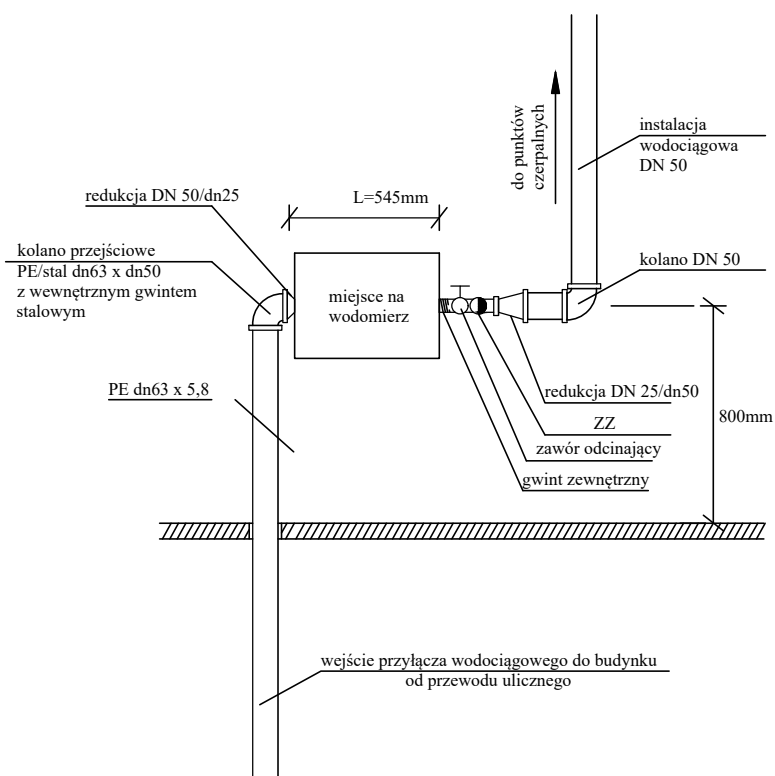 do punktów
czerpalnych
instalacja
wodociągowa
DN 50
redukcja DN 50/dn25
L=545mm
kolano przejściowe
PE/stal dn63 x dn50
z wewnętrznym gwintem
stalowym
kolano DN 50
miejsce na
wodomierz
PE dn63 x 5,8
redukcja DN 25/dn50
ZZ
zawór odcinający
gwint zewnętrzny
800mm
wejście przyłącza wodociągowego do budynku
od przewodu ulicznego